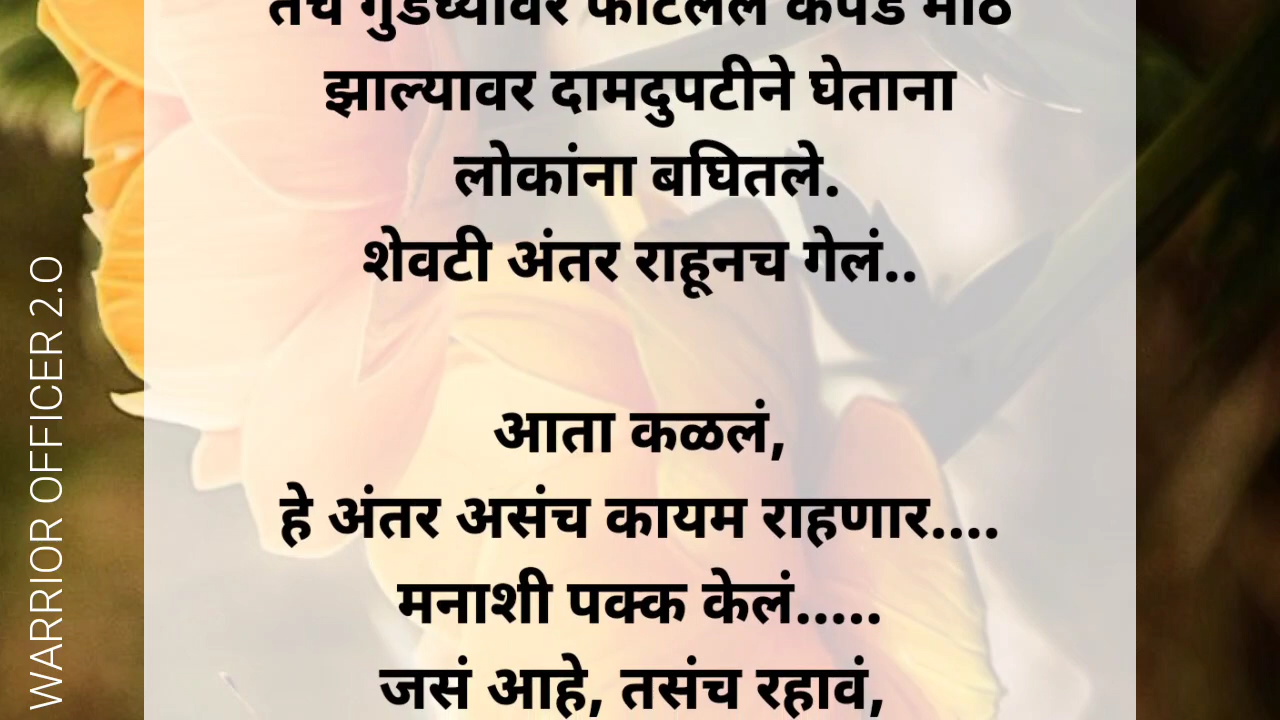 तेच गुडघ्यावर फाटलेले कपडे मोठे
झाल्यावर दामदुपटीने घेताना
लोकांना बघितले.
शेवटी अंतर राहूनच गेलं..
आता कळलं,
हे अंतर असंच कायम राहणार....
मनाशी पक्क केलं.....
जसं आहे, तसंच रहावं,
WARRIOR OFFICER 2.0